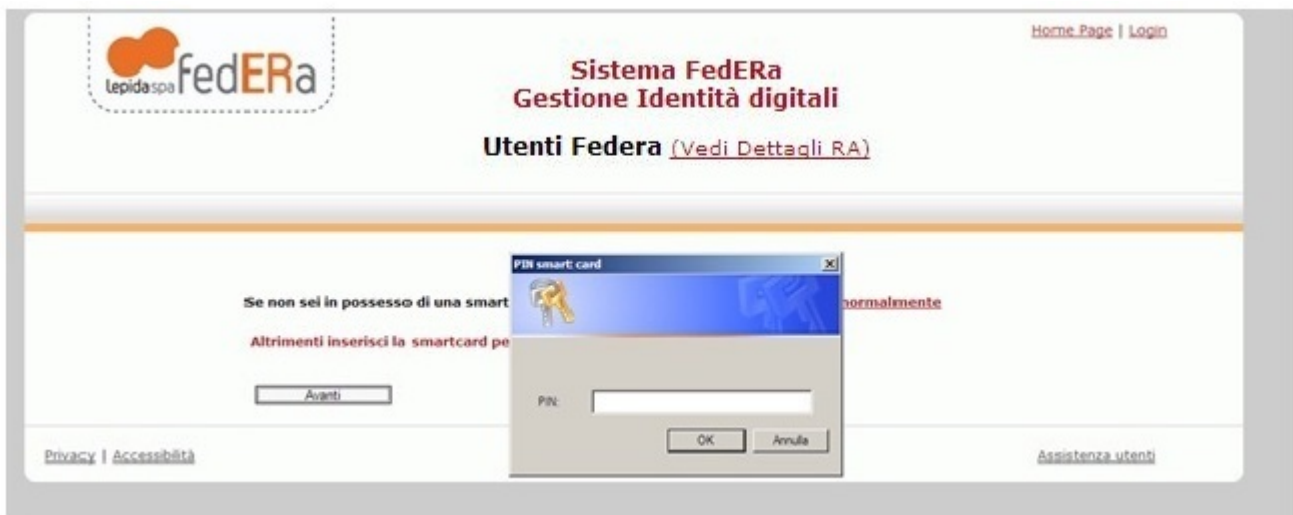 Home Page | Login
lepidaspa fedERa
Sistema FedERa
Gestione Identità digitali
Utenti Federa (Vedi Dettagli RA)
PIN smart card
Se non sei in possesso di una smart
normalmente
Altrimenti inserisci la smartcard pe
Avanti
PIN:
OK Annulla
Privacy | Accessibilità
Assistenza utenti